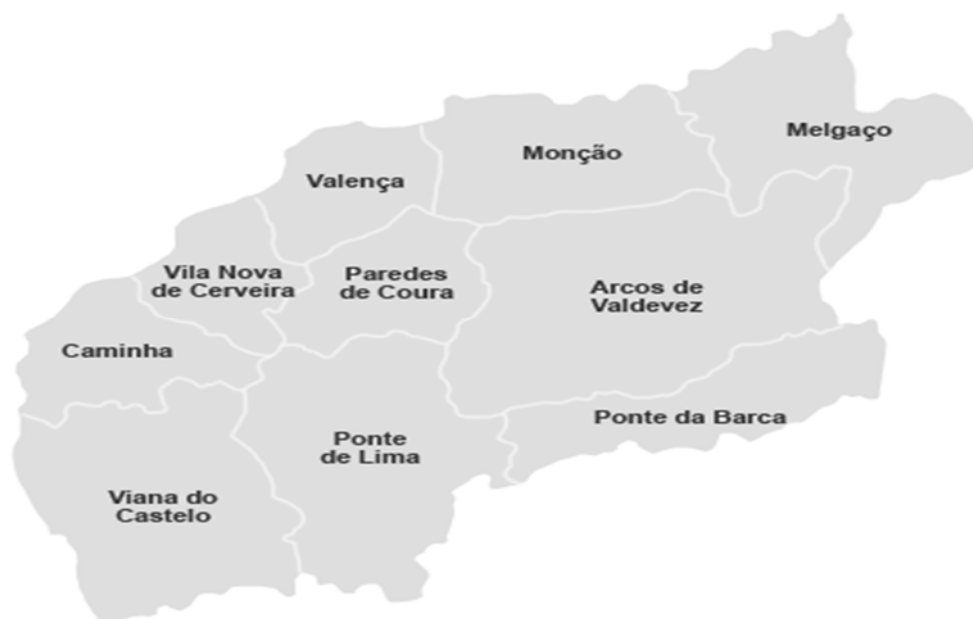 Melgaço
Monção
Valença
Vila Nova
de Cerveira
Paredes
de Coura
Arcos de
Valdevez
Caminha
Ponte da Barca
Ponte
de Lima
Viana do
Castelo